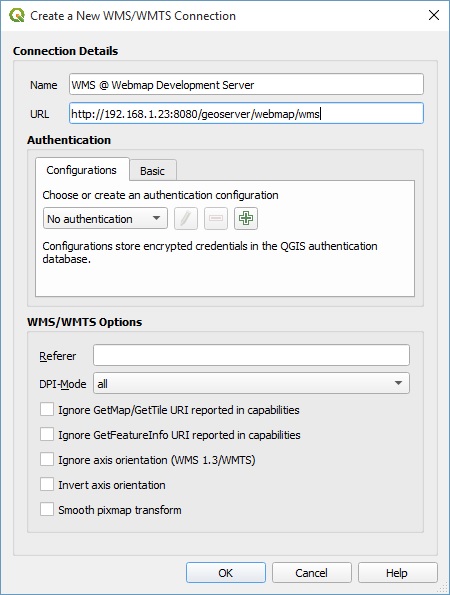 Create a New WMS/WMTS Connection
Connection Details
Name WMS @ Webmap Development Server
URL http://192.168.1.23:8080/geoserver/webmap/wms
Authentication
Configurations Basic
Choose or create an authentication configuration
No authentication
Configurations store encrypted credentials in the QGIS authentication
database.
WMS/WMTS Options
Referer
DPI-Mode all
Ignore GetMap/GetTile URI reported in capabilities
Ignore GetFeatureInfo URI reported in capabilities
Ignore axis orientation (WMS 1.3/WMTS)
Invert axis orientation
Smooth pixmap transform
OK Cancel Help